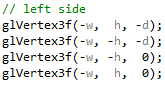 // left side
glVertex3f(-w,  h, -d);
glVertex3f(-w, -h, -d);
glVertex3f(-w, -h,  0);
glVertex3f(-w,  h,  0);